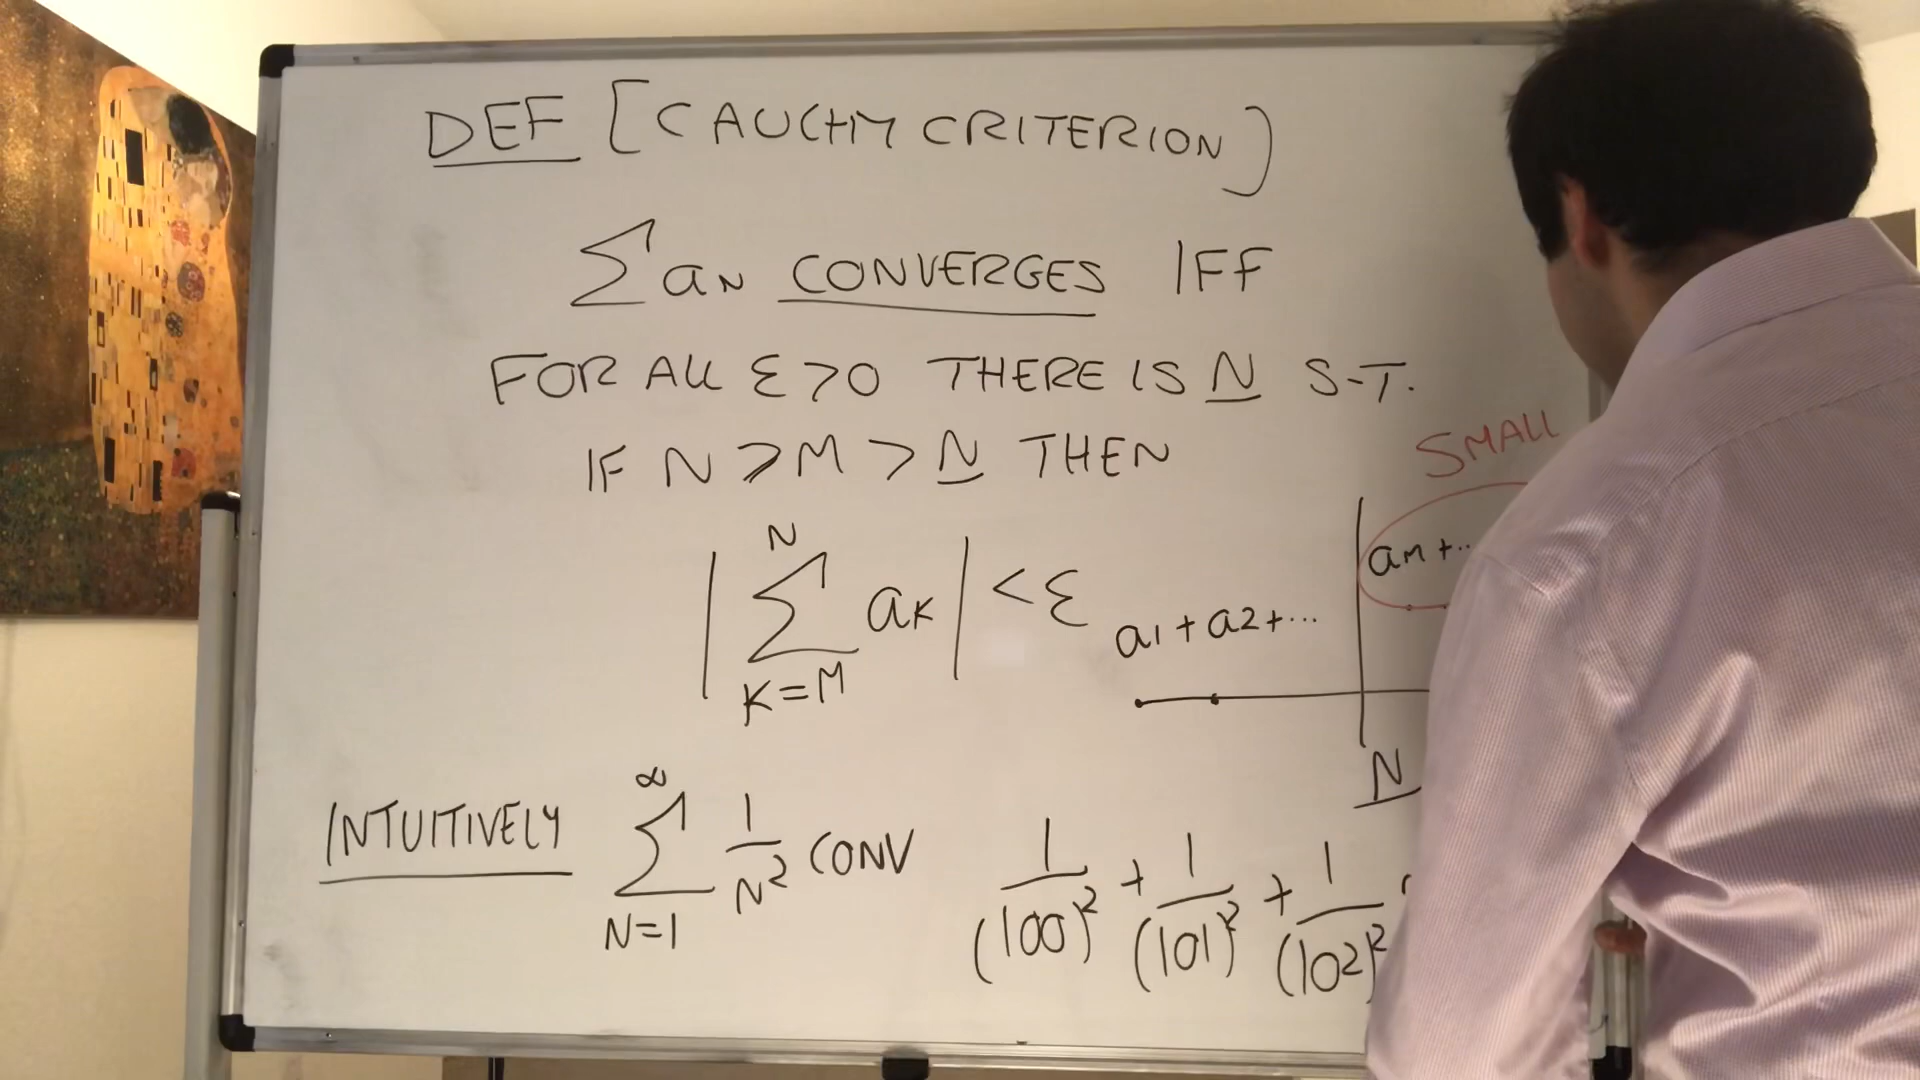 DEF [CAUCHY CRITERION]
∑ aN CONVERGES IFF
FOR ALL ε>0 THERE IS N S.T.
IF N ≥ M > N THEN
N
| ∑ aK | < ε
K=M
SMALL
aM + ...
a1 + a2 + ...
N
INTUITIVELY ∑ 1/N² CONV
∞
N=1
1/(100)² + 1/(101)² + 1/(102)²